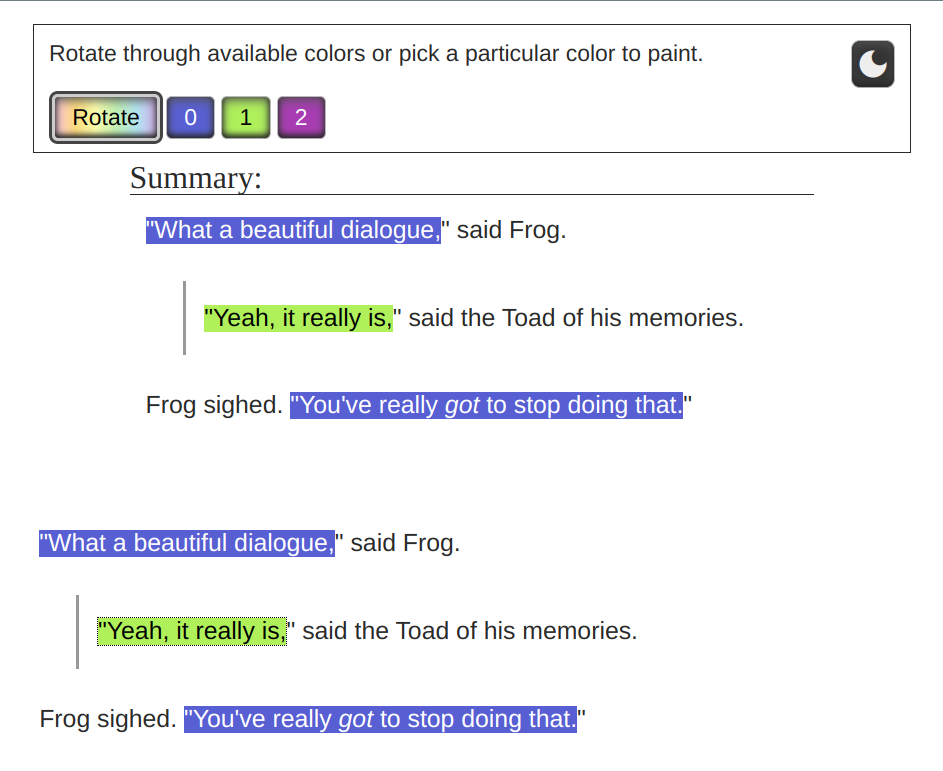 Rotate through available colors or pick a particular color to paint.
Rotate 0 1 2
Summary:
"What a beautiful dialogue," said Frog.
"Yeah, it really is," said the Toad of his memories.
Frog sighed. "You've really got to stop doing that."
"What a beautiful dialogue," said Frog.
"Yeah, it really is," said the Toad of his memories.
Frog sighed. "You've really got to stop doing that."